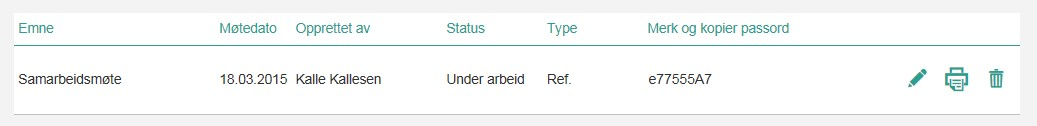 Emne Møtedato Opprettet av Status Type Merk og kopier passord
Samarbeidsmøte 18.03.2015 Kalle Kallesen Under arbeid Ref. e77555A7